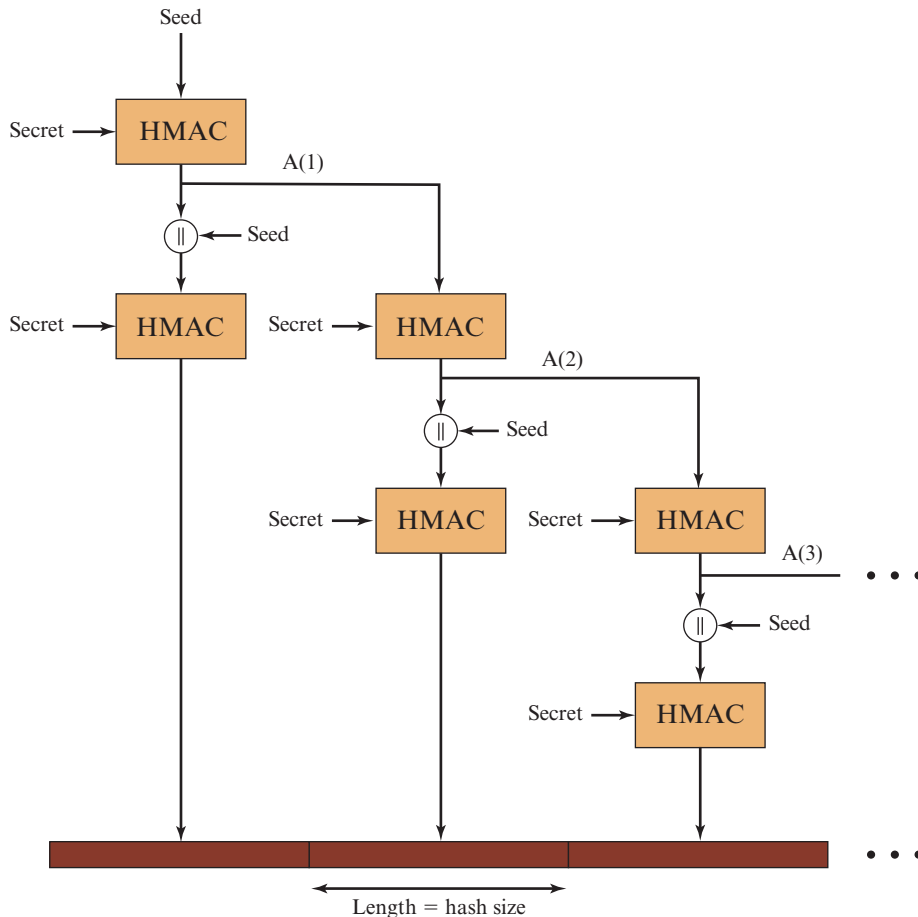 Seed
Secret
HMAC
A(1)
||
Seed
Secret
HMAC
Secret
HMAC
A(2)
||
Seed
Secret
HMAC
Secret
HMAC
A(3)
||
Seed
Secret
HMAC
Length = hash size